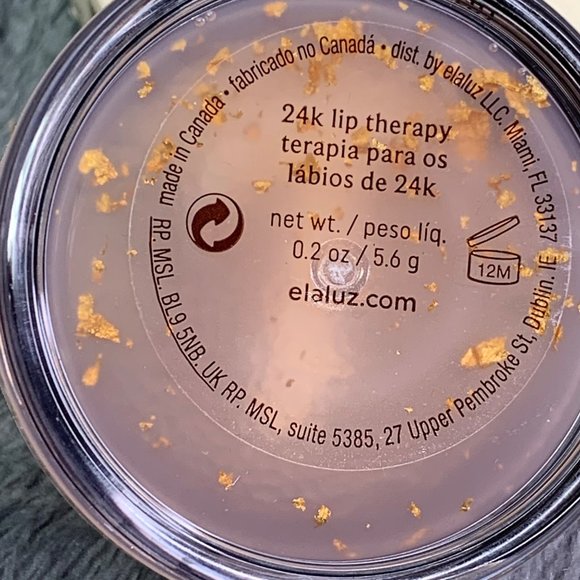 made in Canada • fabricado no Canadá • dist. by elaluz LLC. Miami, FL 33137
24k lip therapy
terapia para os
lábios de 24k
net wt. / peso líq.
0.2 oz / 5.6 g
elaluz.com
12M
RP. MSL. BL9 5NB. UK RP. MSL, suite 5385, 27 Upper Pembroke St, Dublin. IE